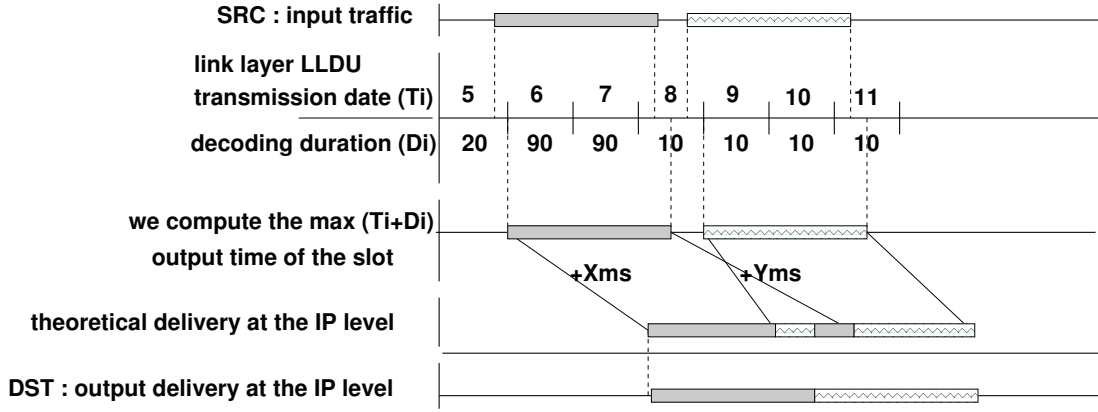 SRC : input traffic
link layer LLDU
transmission date (Ti) 5 6 7 8 9 10 11
decoding duration (Di) 20 90 90 10 10 10 10
we compute the max (Ti+Di)
output time of the slot
+Xms +Yms
theoretical delivery at the IP level
DST : output delivery at the IP level